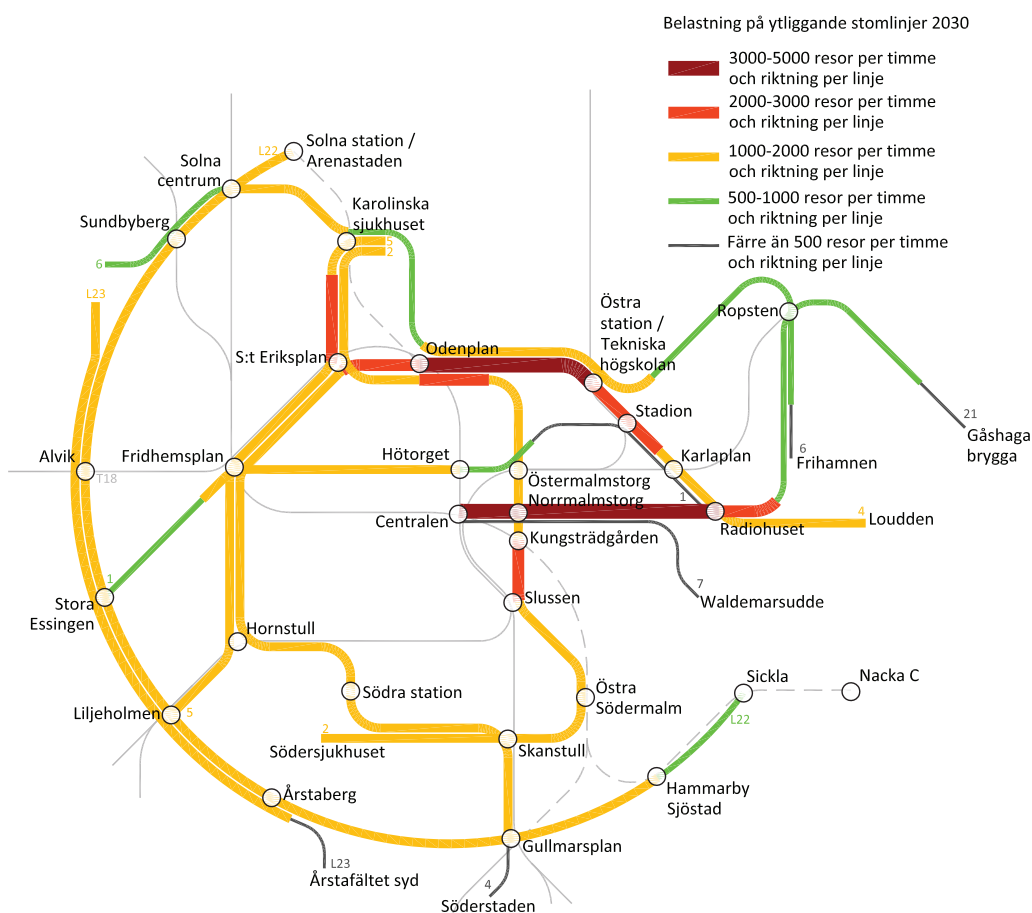 Belastning på ytliggande stomlinjer 2030
3000-5000 resor per timme
och riktning per linje
2000-3000 resor per timme
och riktning per linje
1000-2000 resor per timme
och riktning per linje
500-1000 resor per timme
och riktning per linje
Färre än 500 resor per timme
och riktning per linje
L22
Solna station /
Arenastaden
Solna
centrum
Karolinska
sjukhuset
Sundbyberg
5
2
6
L23
Östra
station /
Tekniska
högskolan
Ropsten
S:t Eriksplan
Odenplan
Stadion
21
Gåshaga
brygga
Alvik
T18
Fridhemsplan
Hötorget
Karlaplan
6
Frihamnen
Östermalmstorg
Norrmalmstorg
1
Centralen
Radiohuset
4
Loudden
Kungsträdgården
1
Stora
Essingen
Slussen
7
Waldemarsudde
Hornstull
Södra station
Östra
Södermalm
Sickla
Nacka C
L22
Liljeholmen
5
2
Södersjukhuset
Skanstull
Hammarby
Sjöstad
Årstaberg
Gullmarsplan
L23
Årstafältet syd
4
Söderstaden